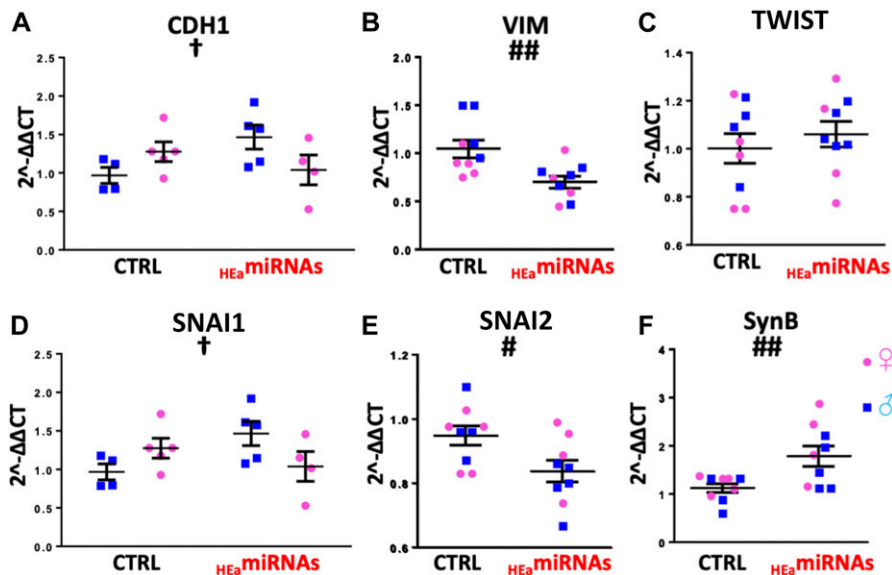 A
CDH1
†
2^-ΔΔCT
2.5
2.0
1.5
1.0
0.5
0.0
CTRL
HEamiRNAs
B
VIM
##
2^-ΔΔCT
2.0
1.5
1.0
0.5
0.0
CTRL
HEamiRNAs
C
TWIST
2^-ΔΔCT
1.4
1.2
1.0
0.8
0.6
CTRL
HEamiRNAs
D
SNAI1
†
2^-ΔΔCT
2.5
2.0
1.5
1.0
0.5
0.0
CTRL
HEamiRNAs
E
SNAI2
#
2^-ΔΔCT
1.2
1.0
0.8
0.6
CTRL
HEamiRNAs
F
SynB
##
2^-ΔΔCT
4
3
2
1
0
CTRL
HEamiRNAs
♀
♂